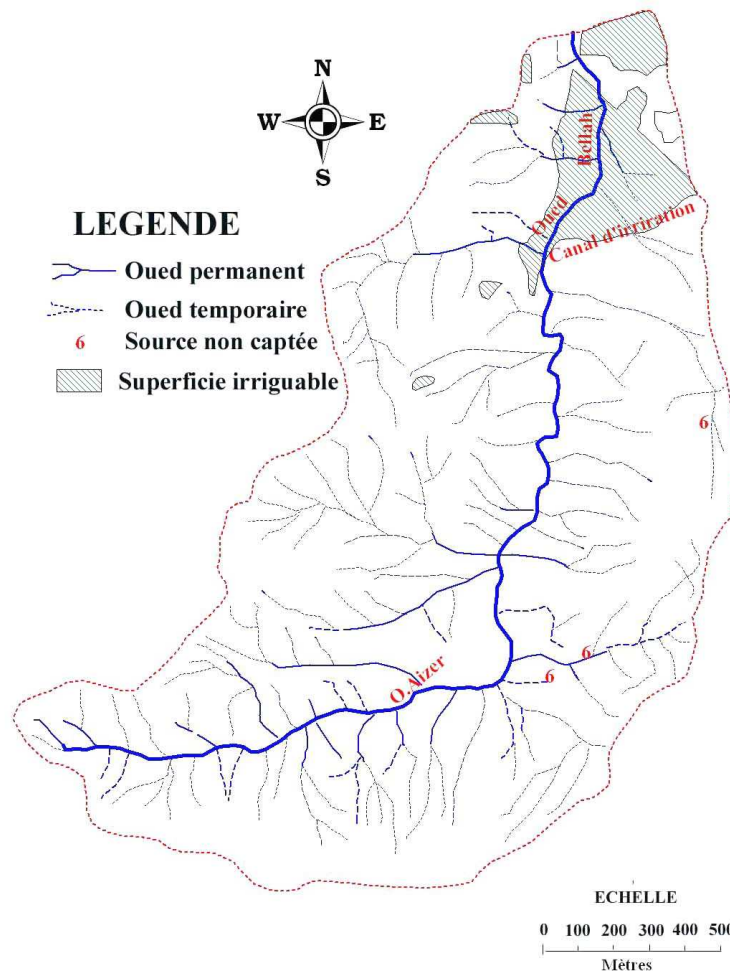 N
W E
S
Bellah
Oued
Canal d'irriration
LEGENDE
Oued permanent
Oued temporaire
6 Source non captée
Superficie irriguable
6
6
6
O.Aizer
ECHELLE
0 100 200 300 400 500
Mètres